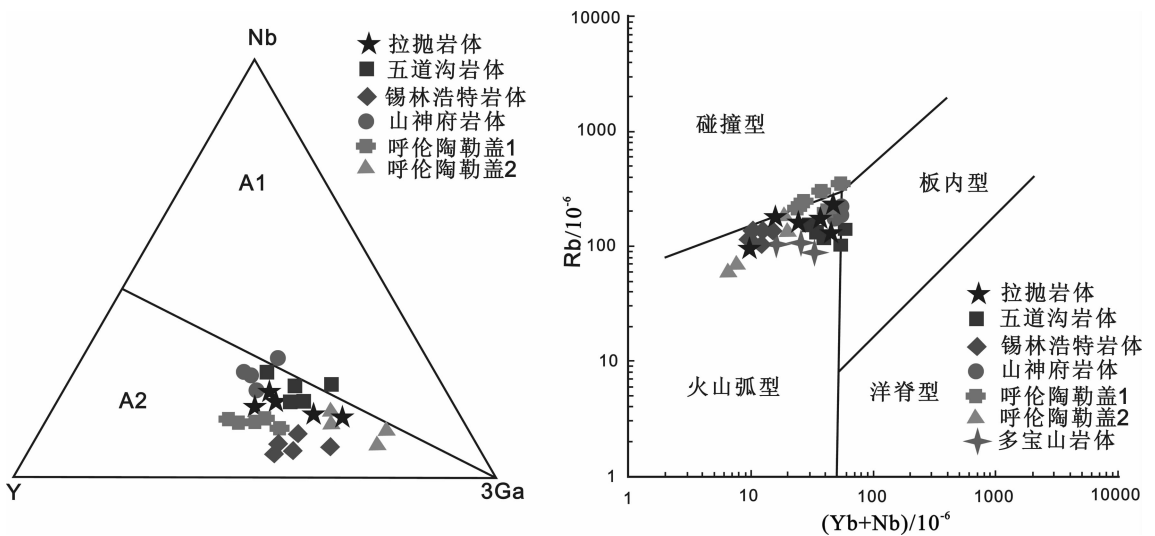 Nb
拉抛岩体
五道沟岩体
锡林浩特岩体
山神府岩体
呼伦陶勒盖1
呼伦陶勒盖2
A1
A2
Y
3Ga
10000
1000
100
10
1
Rb/10⁻⁶
碰撞型
板内型
火山弧型
洋脊型
拉抛岩体
五道沟岩体
锡林浩特岩体
山神府岩体
呼伦陶勒盖1
呼伦陶勒盖2
多宝山岩体
1
10
100
1000
10000
(Yb+Nb)/10⁻⁶